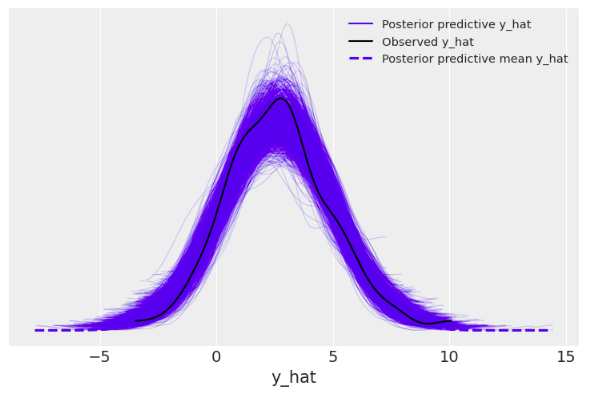 Posterior predictive y_hat
Observed y_hat
Posterior predictive mean y_hat
−5 0 5 10 15
y_hat